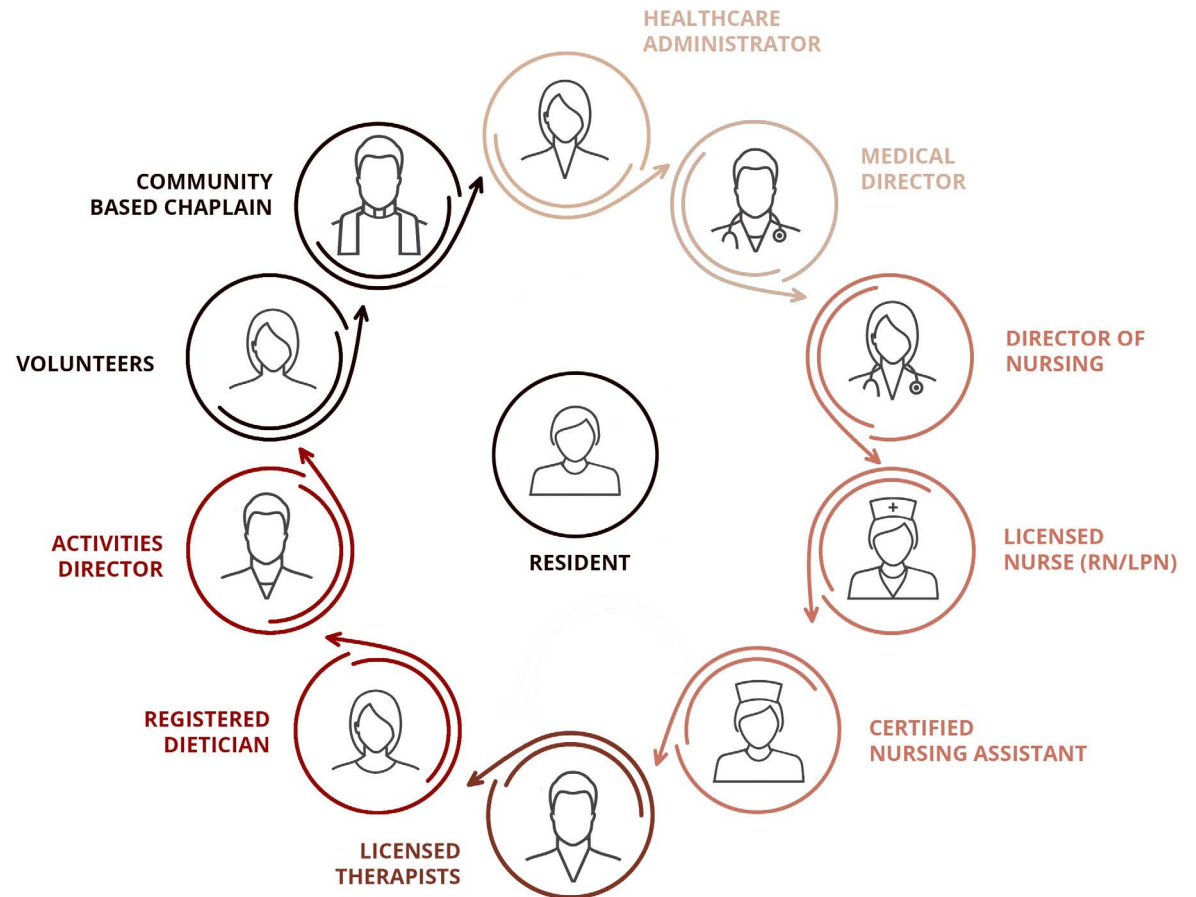 HEALTHCARE
ADMINISTRATOR
MEDICAL
DIRECTOR
DIRECTOR OF
NURSING
LICENSED
NURSE (RN/LPN)
CERTIFIED
NURSING ASSISTANT
LICENSED
THERAPISTS
REGISTERED
DIETICIAN
ACTIVITIES
DIRECTOR
VOLUNTEERS
COMMUNITY
BASED CHAPLAIN
RESIDENT